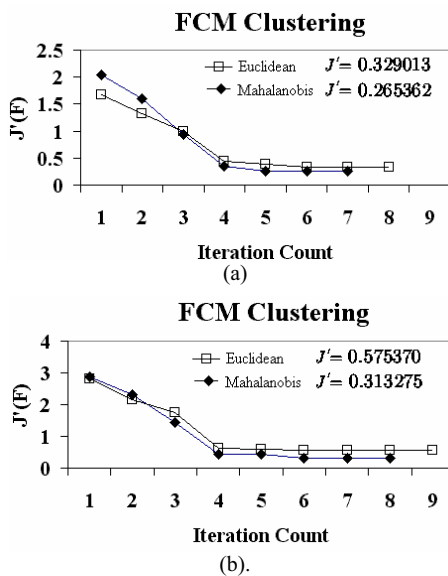 FCM Clustering
2.5
2
1.5
1
0.5
0
J'(F)
Euclidean J' = 0.329013
Mahalanobis J' = 0.265362
1 2 3 4 5 6 7 8 9
Iteration Count
(a)
FCM Clustering
4
3
2
1
0
J'(F)
Euclidean J' = 0.575370
Mahalanobis J' = 0.313275
1 2 3 4 5 6 7 8 9
Iteration Count
(b).